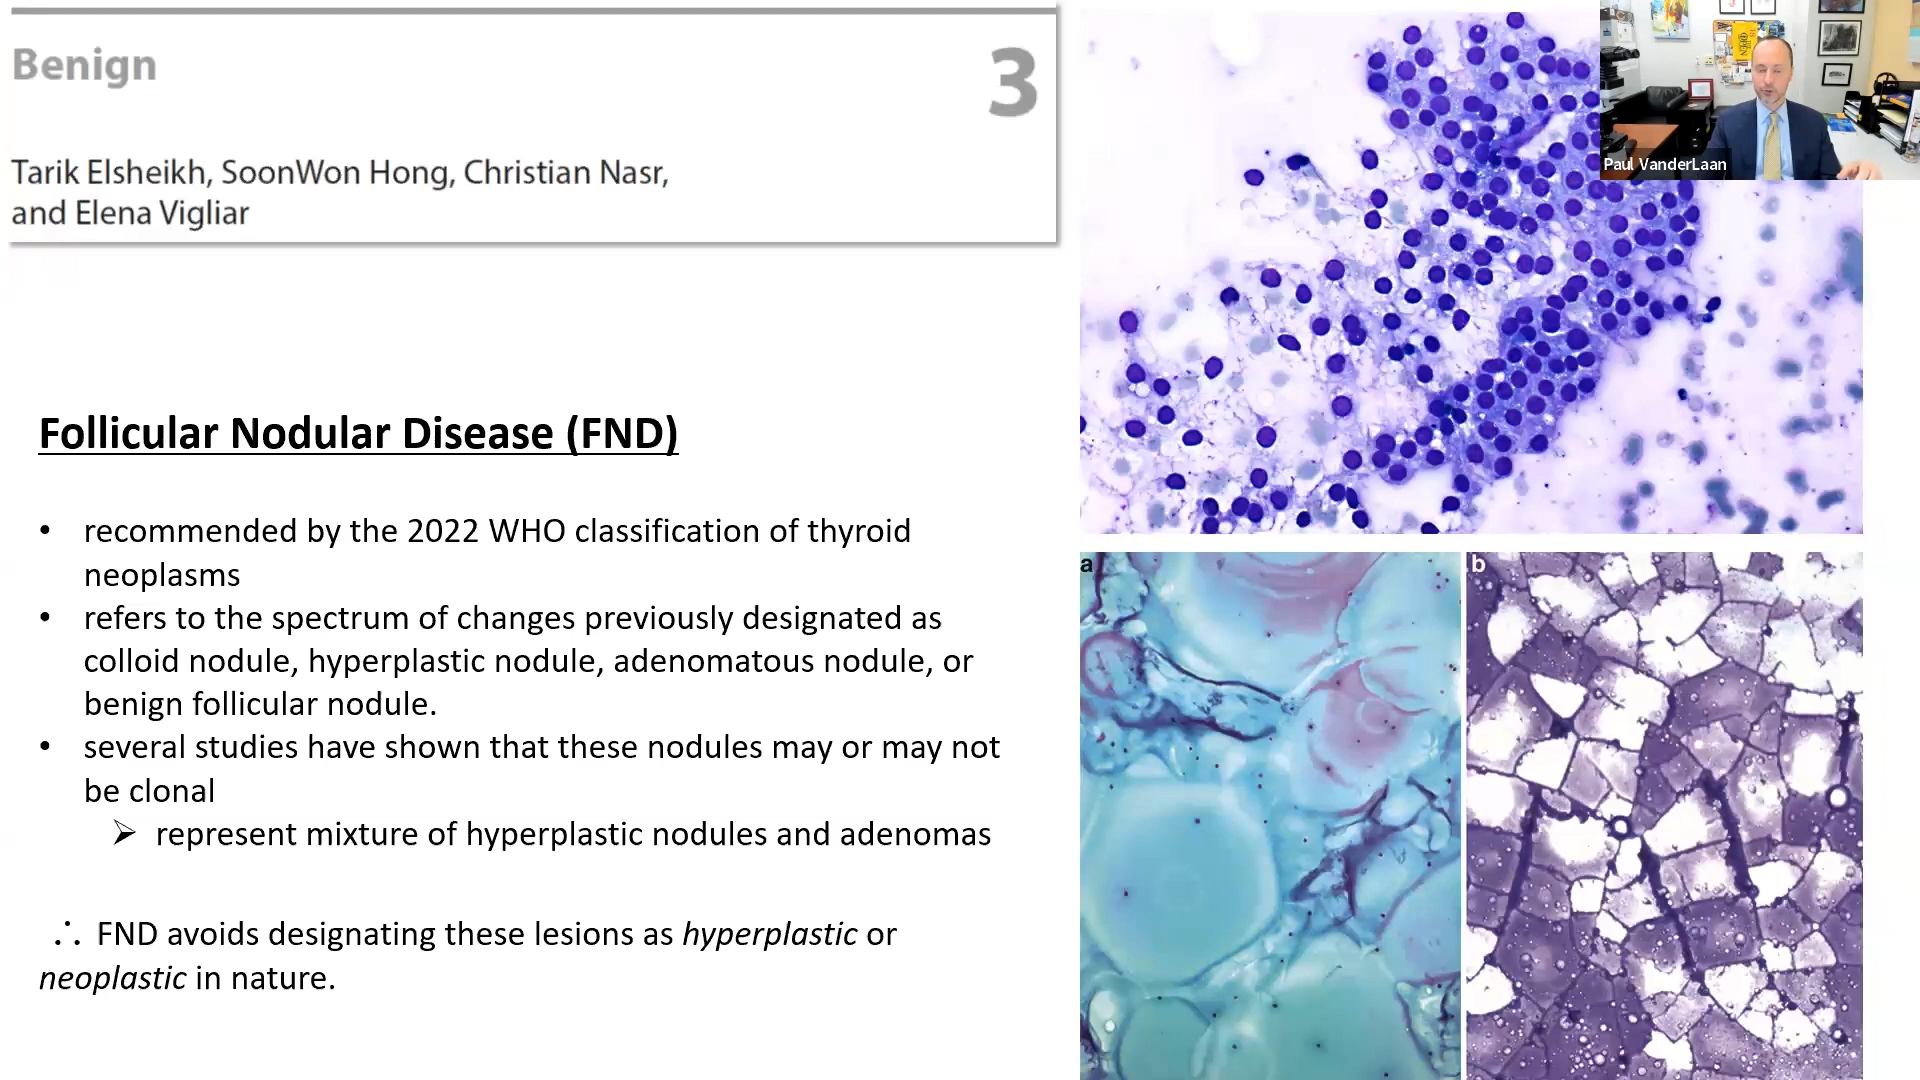 Benign
3
Tarik Elsheikh, SoonWon Hong, Christian Nasr,
and Elena Vigliar
Paul VanderLaan
Follicular Nodular Disease (FND)
• recommended by the 2022 WHO classification of thyroid
neoplasms
• refers to the spectrum of changes previously designated as
colloid nodule, hyperplastic nodule, adenomatous nodule, or
benign follicular nodule.
• several studies have shown that these nodules may or may not
be clonal
➢ represent mixture of hyperplastic nodules and adenomas
∴ FND avoids designating these lesions as hyperplastic or
neoplastic in nature.
a
b
OPEN